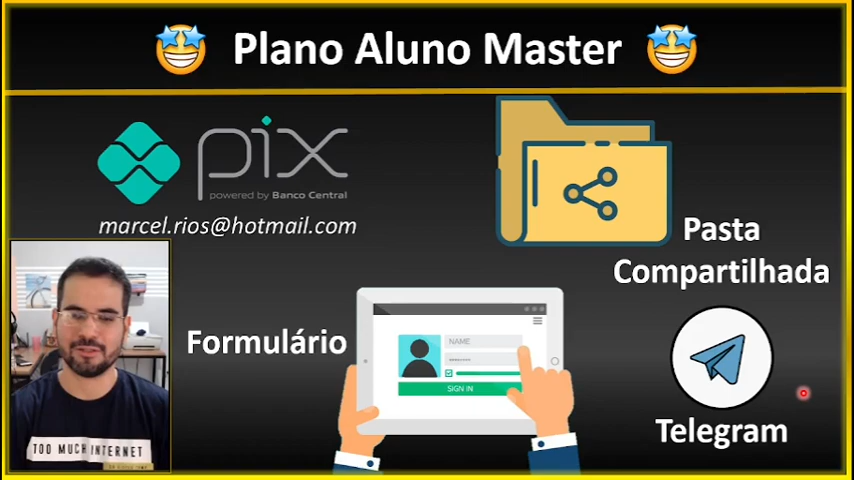 Plano Aluno Master
pix
powered by Banco Central
marcel.rios@hotmail.com
Pasta
Compartilhada
Formulário
NAME
SIGN IN
Telegram
TOO MUCH INTERNET